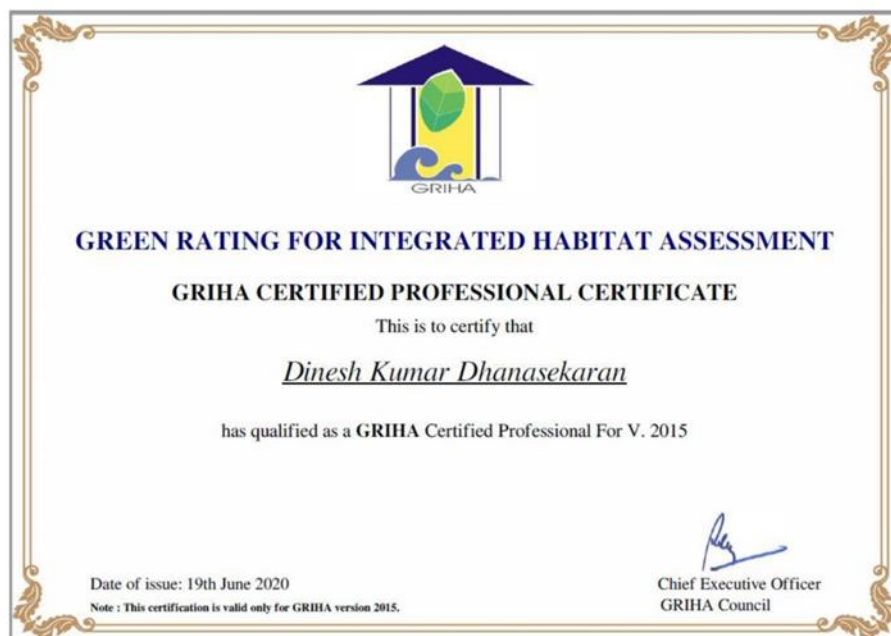 GRIHA
GREEN RATING FOR INTEGRATED HABITAT ASSESSMENT
GRIHA CERTIFIED PROFESSIONAL CERTIFICATE
This is to certify that
Dinesh Kumar Dhanasekaran
has qualified as a GRIHA Certified Professional For V. 2015
Date of issue: 19th June 2020
Note : This certification is valid only for GRIHA version 2015.
Chief Executive Officer
GRIHA Council